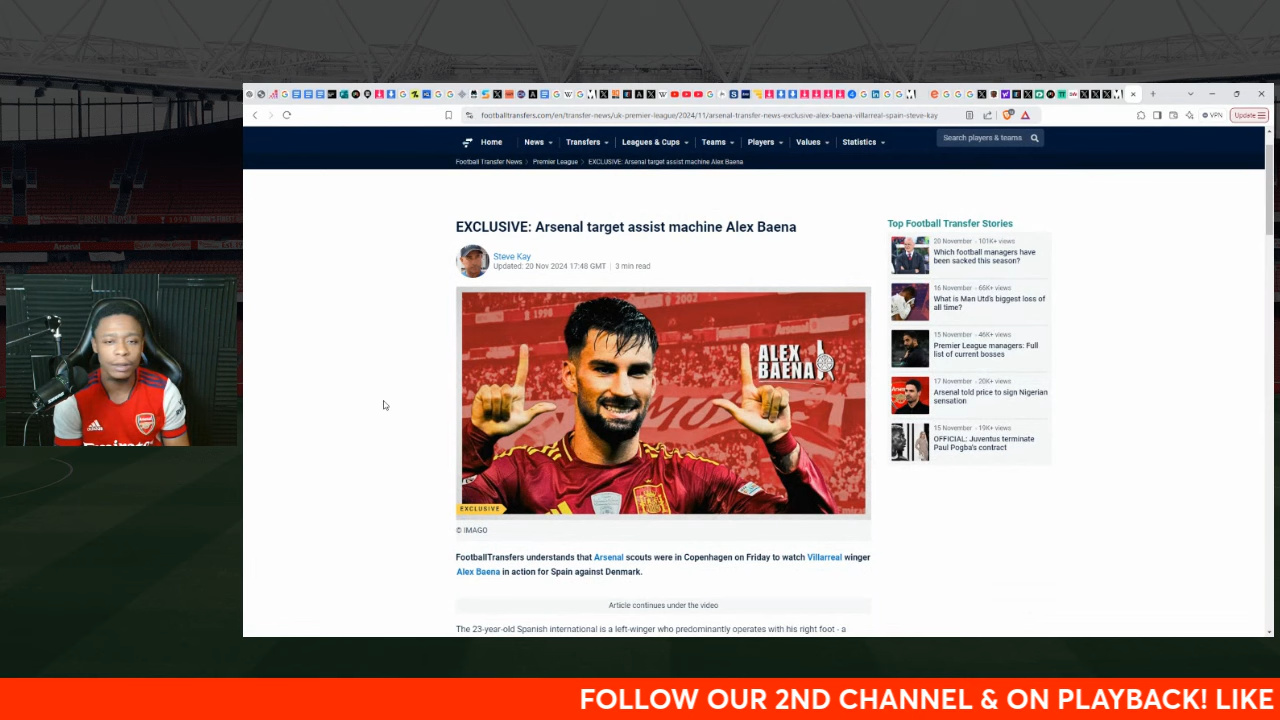 footballtransfers.com/en/transfer-news/uk-premier-league/2024/11/arsenal-transfer-news-exclusive-alex-baena-villarreal-spain-steve-kay
VPN
Update
Home
News
Transfers
Leagues & Cups
Teams
Players
Values
Statistics
Search players & teams
Football Transfer News
Premier League
EXCLUSIVE: Arsenal target assist machine Alex Baena
EXCLUSIVE: Arsenal target assist machine Alex Baena
Steve Kay
Updated: 20 Nov 2024 17:48 GMT | 3 min read
ALEX
BAENA
EXCLUSIVE
© IMAGO
FootballTransfers understands that Arsenal scouts were in Copenhagen on Friday to watch Villarreal winger
Alex Baena in action for Spain against Denmark.
Article continues under the video
The 23-year-old Spanish international is a left-winger who predominantly operates with his right foot - a
Top Football Transfer Stories
20 November - 101K+ views
Which football managers have
been sacked this season?
16 November - 66K+ views
What is Man Utd's biggest loss of
all time?
15 November - 46K+ views
Premier League managers: Full
list of current bosses
17 November - 20K+ views
Arsenal told price to sign Nigerian
sensation
15 November - 19K+ views
OFFICIAL: Juventus terminate
Paul Pogba's contract
FOLLOW OUR 2ND CHANNEL & ON PLAYBACK! LIKE